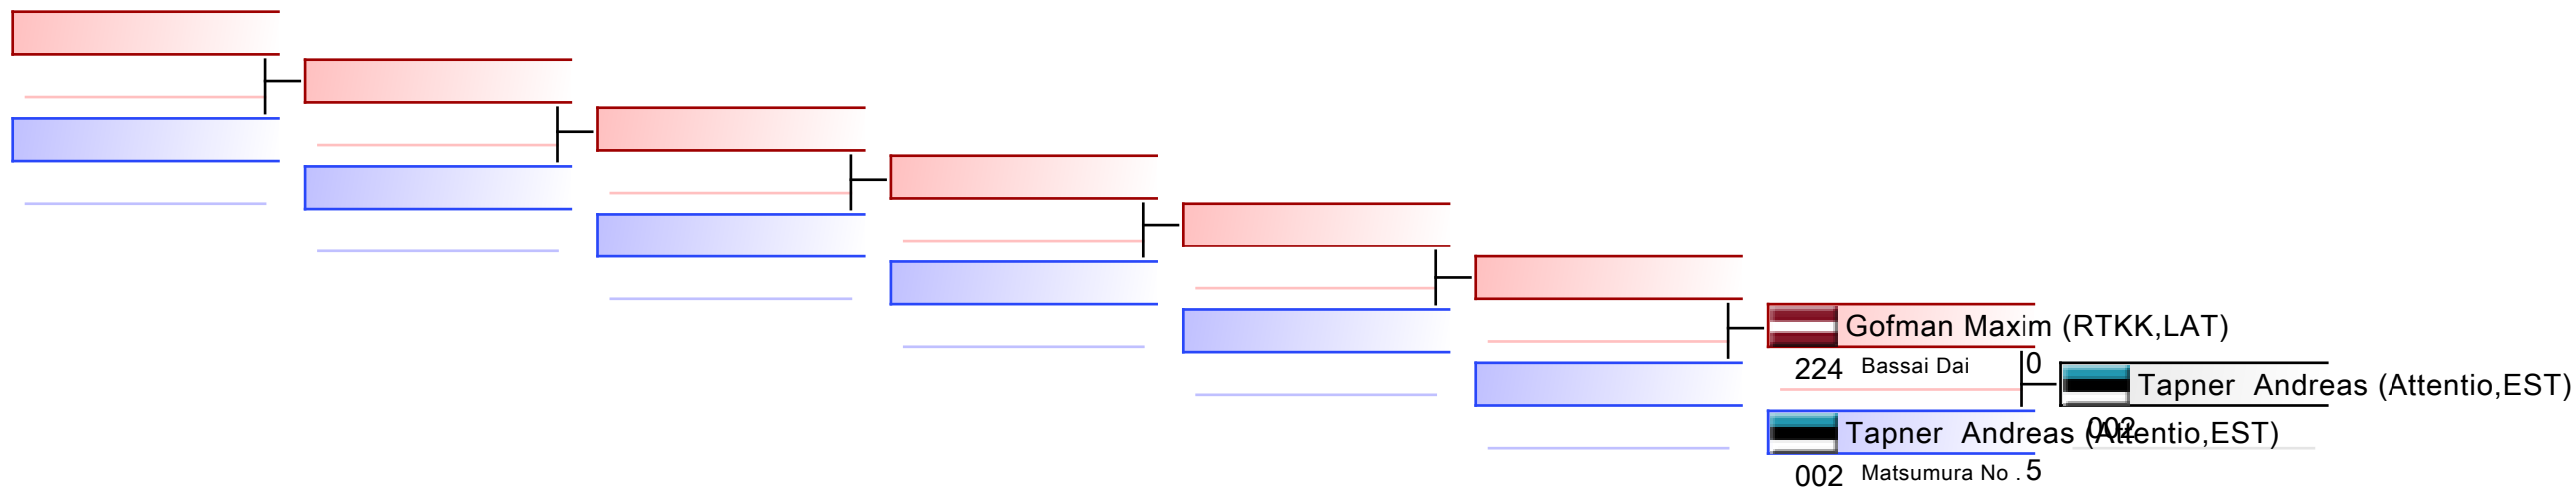 Gofman Maxim (RTKK,LAT)
224 Bassai Dai 0
Tapner Andreas (Attentio,EST)
002
Tapner Andreas (Attentio,EST)
002 Matsumura No . 5